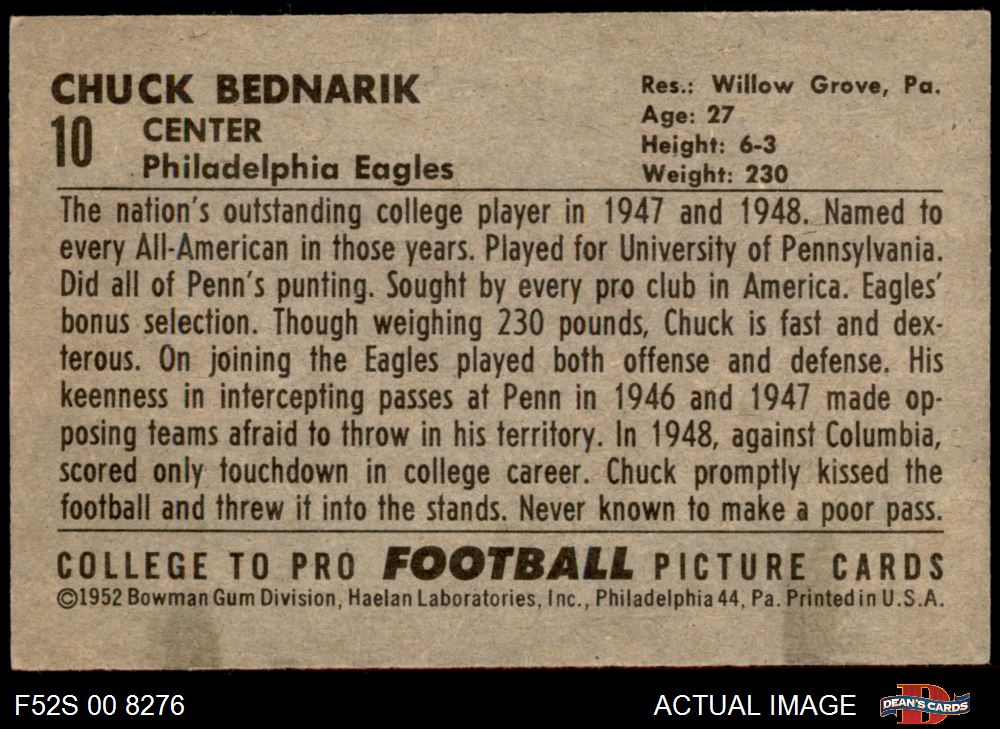 CHUCK BEDNARIK
10 CENTER
Philadelphia Eagles
Res.: Willow Grove, Pa.
Age: 27
Height: 6-3
Weight: 230
The nation's outstanding college player in 1947 and 1948. Named to
every All-American in those years. Played for University of Pennsylvania.
Did all of Penn's punting. Sought by every pro club in America. Eagles'
bonus selection. Though weighing 230 pounds, Chuck is fast and dex-
terous. On joining the Eagles played both offense and defense. His
keenness in intercepting passes at Penn in 1946 and 1947 made op-
posing teams afraid to throw in his territory. In 1948, against Columbia,
scored only touchdown in college career. Chuck promptly kissed the
football and threw it into the stands. Never known to make a poor pass.
COLLEGE TO PRO FOOTBALL PICTURE CARDS
©1952 Bowman Gum Division, Haelan Laboratories, Inc., Philadelphia 44, Pa. Printed in U.S.A.
F52S 00 8276
ACTUAL IMAGE
D
DEAN'S CARDS